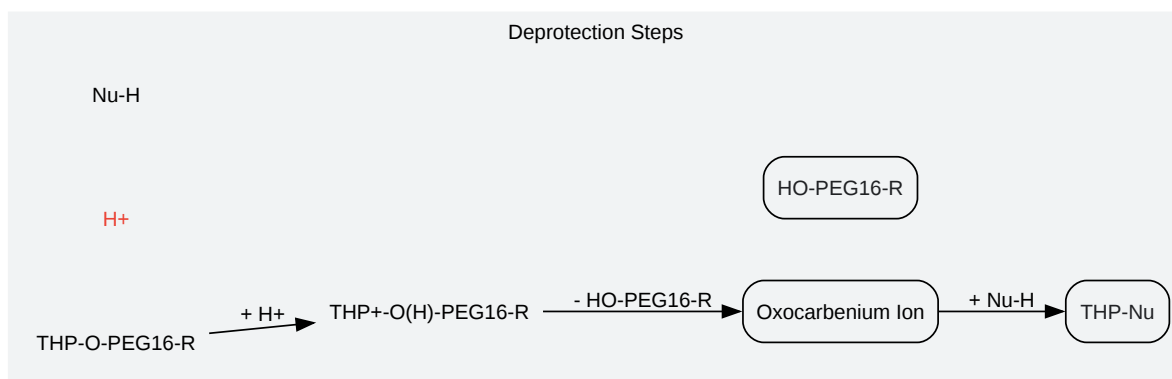 Deprotection Steps
Nu-H
HO-PEG16-R
H+
THP-O-PEG16-R
+ H+
THP+-O(H)-PEG16-R
- HO-PEG16-R
Oxocarbenium Ion
+ Nu-H
THP-Nu